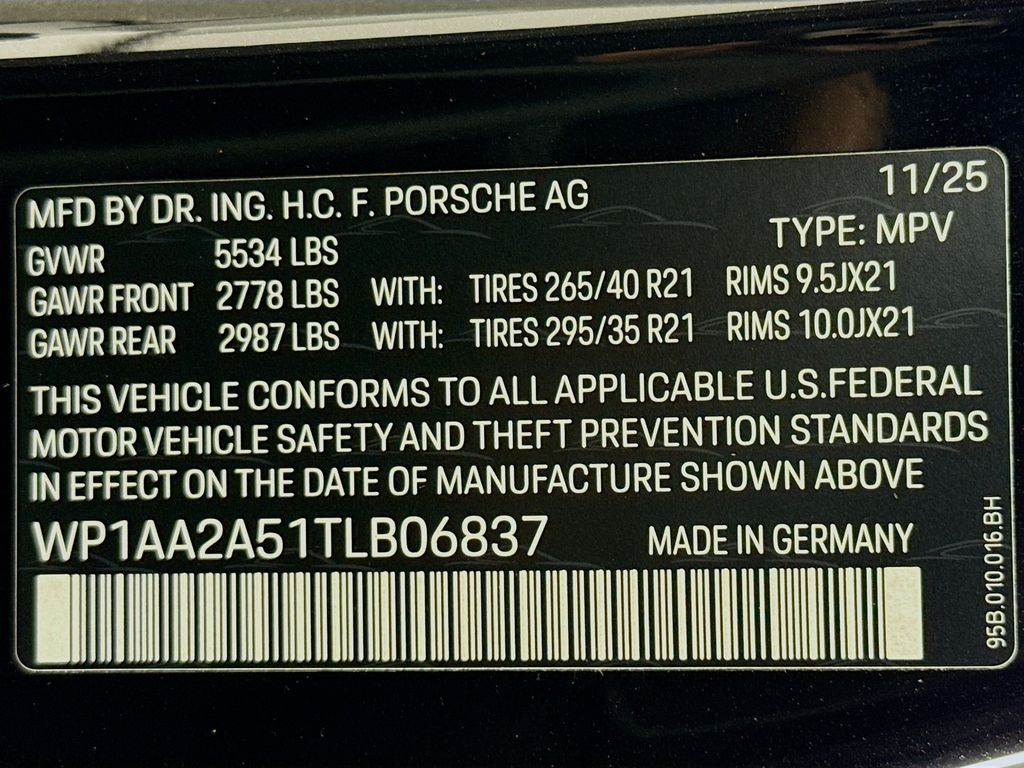 MFD BY DR. ING. H.C. F. PORSCHE AG 11/25
TYPE: MPV
GVWR 5534 LBS
GAWR FRONT 2778 LBS WITH: TIRES 265/40 R21 RIMS 9.5JX21
GAWR REAR 2987 LBS WITH: TIRES 295/35 R21 RIMS 10.0JX21
THIS VEHICLE CONFORMS TO ALL APPLICABLE U.S.FEDERAL
MOTOR VEHICLE SAFETY AND THEFT PREVENTION STANDARDS
IN EFFECT ON THE DATE OF MANUFACTURE SHOWN ABOVE
WP1AA2A51TLB06837 MADE IN GERMANY
95B.010.016.BH